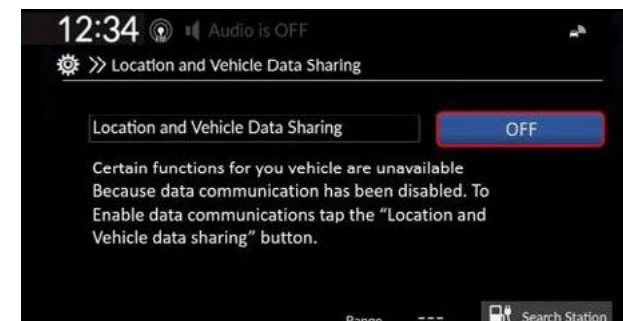 12:34 Audio is OFF
>> Location and Vehicle Data Sharing
Location and Vehicle Data Sharing OFF
Certain functions for you vehicle are unavailable
Because data communication has been disabled. To
Enable data communications tap the “Location and
Vehicle data sharing” button.
Range --- Search Station